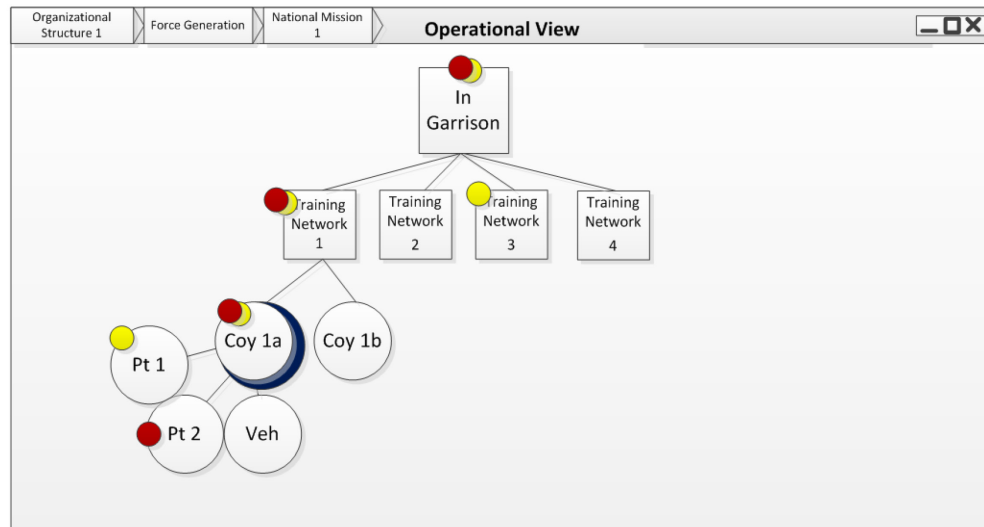 Organizational
Structure 1
Force Generation
National Mission
1
Operational View
In
Garrison
Training
Network
1
Training
Network
2
Training
Network
3
Training
Network
4
Coy 1a
Coy 1b
Pt 1
Pt 2
Veh